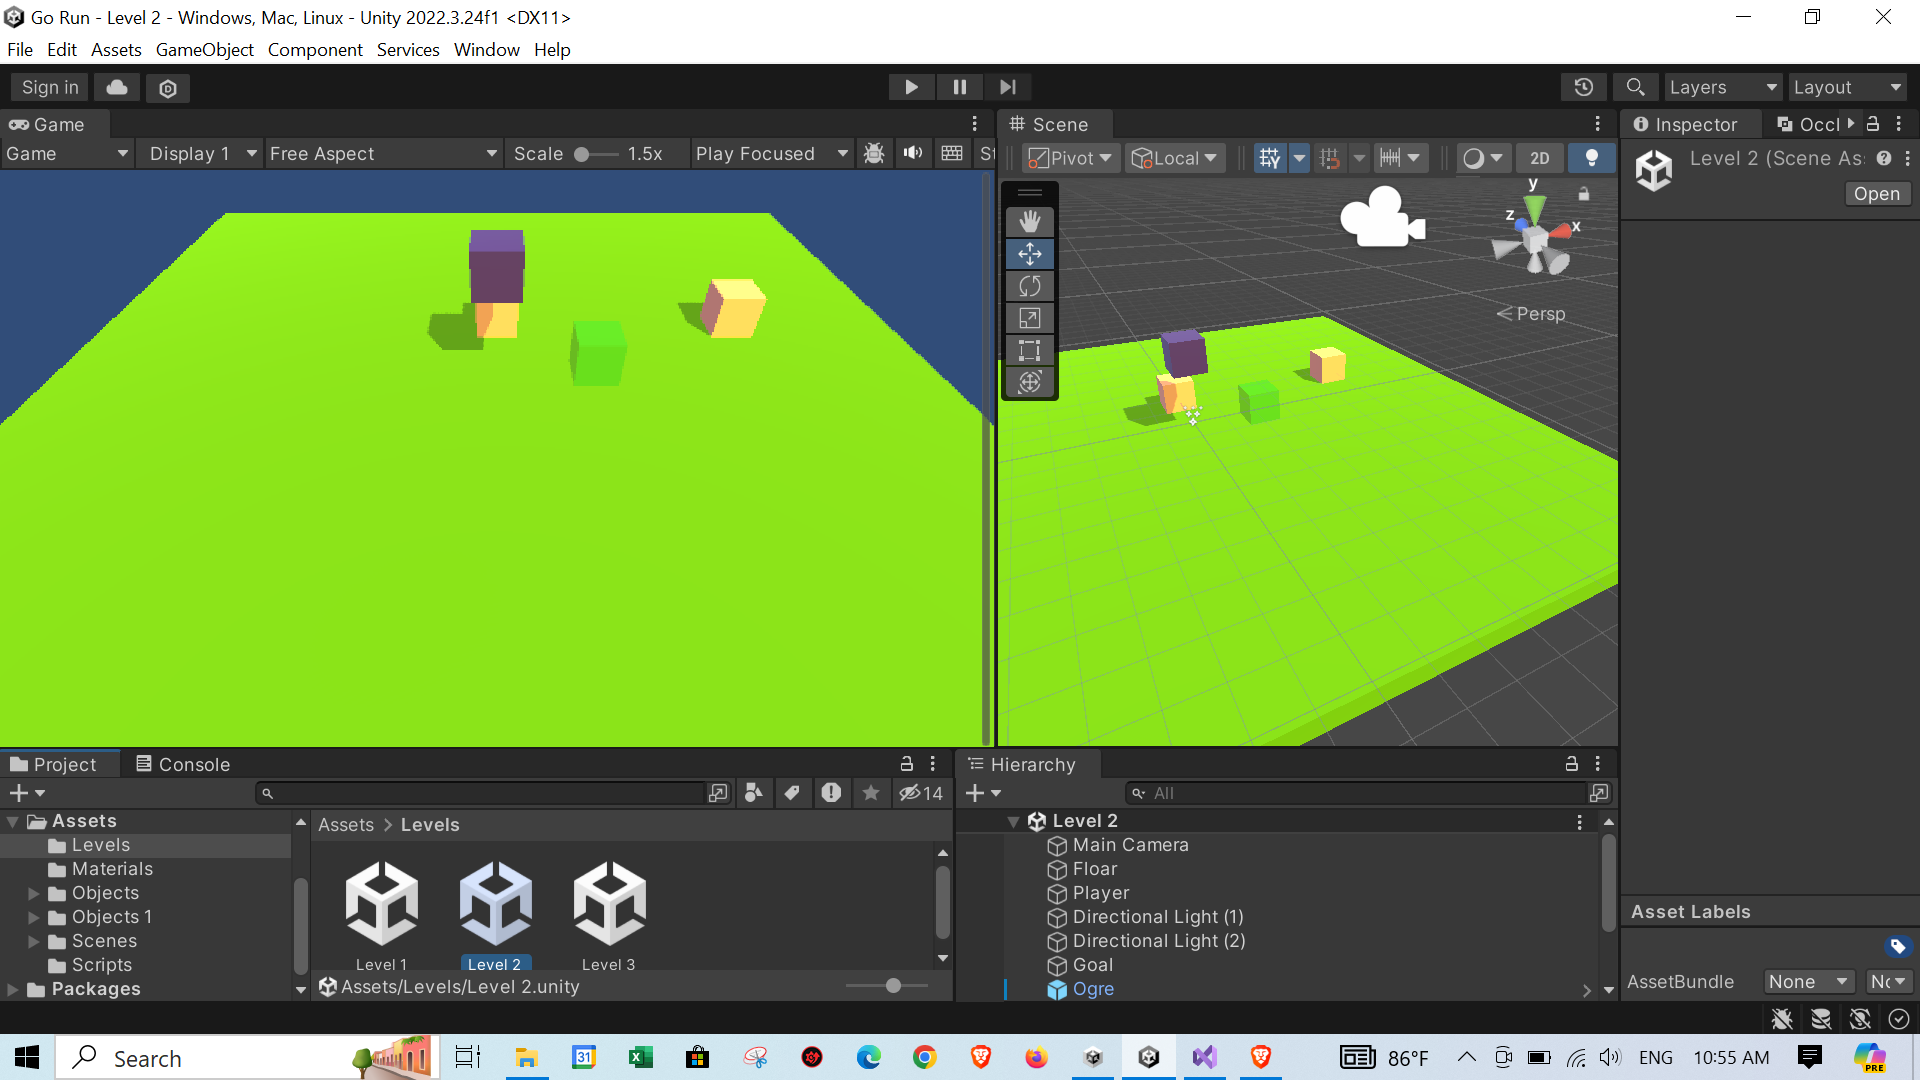 Go Run - Level 2 - Windows, Mac, Linux - Unity 2022.3.24f1 <DX11>
File Edit Assets GameObject Component Services Window Help
Sign in
Layers Layout
Game
Scene
Inspector Occl
Game Display 1 Free Aspect Scale 1.5x Play Focused St
Pivot Local 2D
Level 2 (Scene As:
Open
y
z x
Persp
Project Console
Hierarchy
14
All
Assets
Levels
Materials
Objects
Objects 1
Scenes
Scripts
Packages
Assets > Levels
Level 1 Level 2 Level 3
Assets/Levels/Level 2.unity
Level 2
Main Camera
Floar
Player
Directional Light (1)
Directional Light (2)
Goal
Ogre
Asset Labels
AssetBundle None
Search
31
86°F
ENG 10:55 AM
PRE